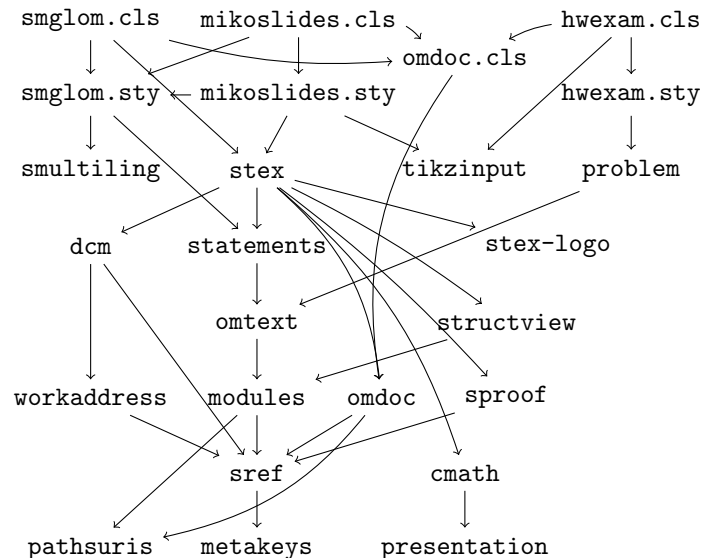 smglom.cls mikoslides.cls hwexam.cls
omdoc.cls
smglom.sty mikoslides.sty hwexam.sty
smultiling stex tikzinput problem
dcm statements stex-logo
omtext structview
workaddress modules omdoc sproof
sref cmath
pathsuris metakeys presentation